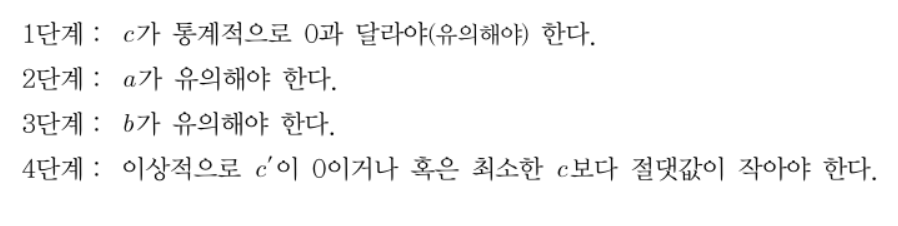 1단계 : c가 통계적으로 0과 달라야(유의해야) 한다.
2단계 : a가 유의해야 한다.
3단계 : b가 유의해야 한다.
4단계 : 이상적으로 c′이 0이거나 혹은 최소한 c보다 절댓값이 작아야 한다.